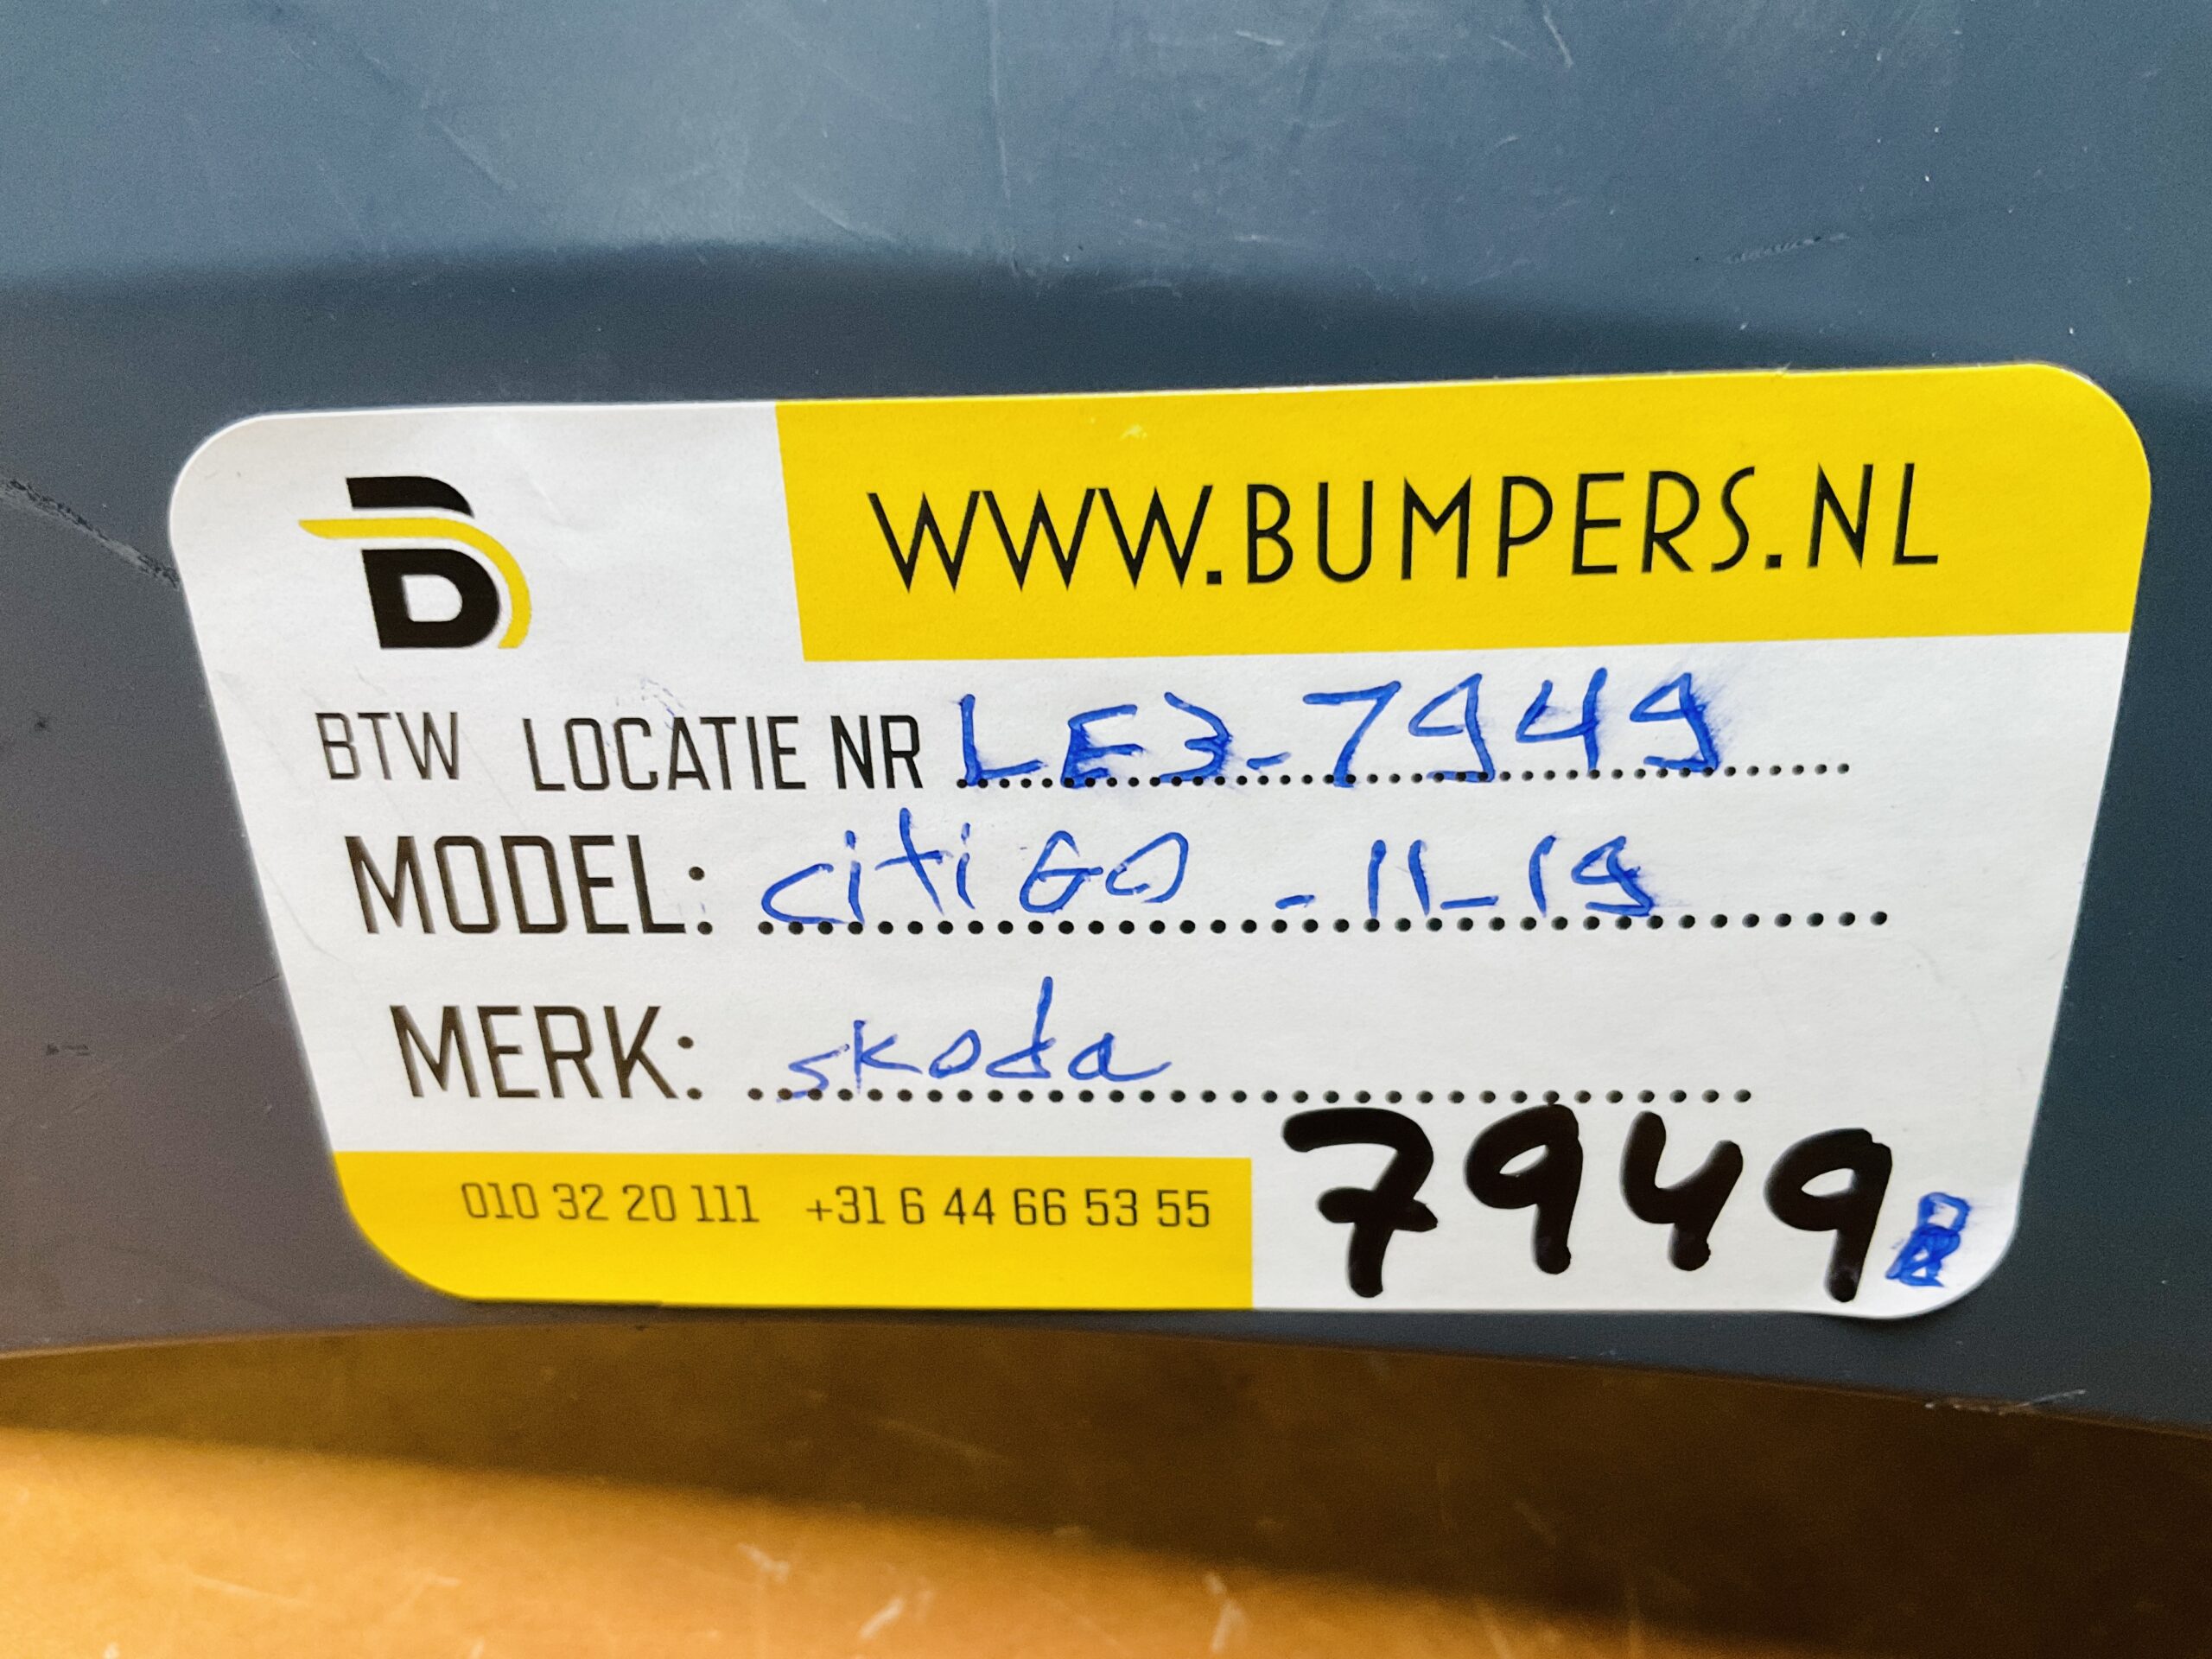 B
WWW.BUMPERS.NL
BTW LOCATIE NR LE3-7949
MODEL: citiGO -11-19
MERK: skoda
010 32 20 111 +31 6 44 66 53 55
7949